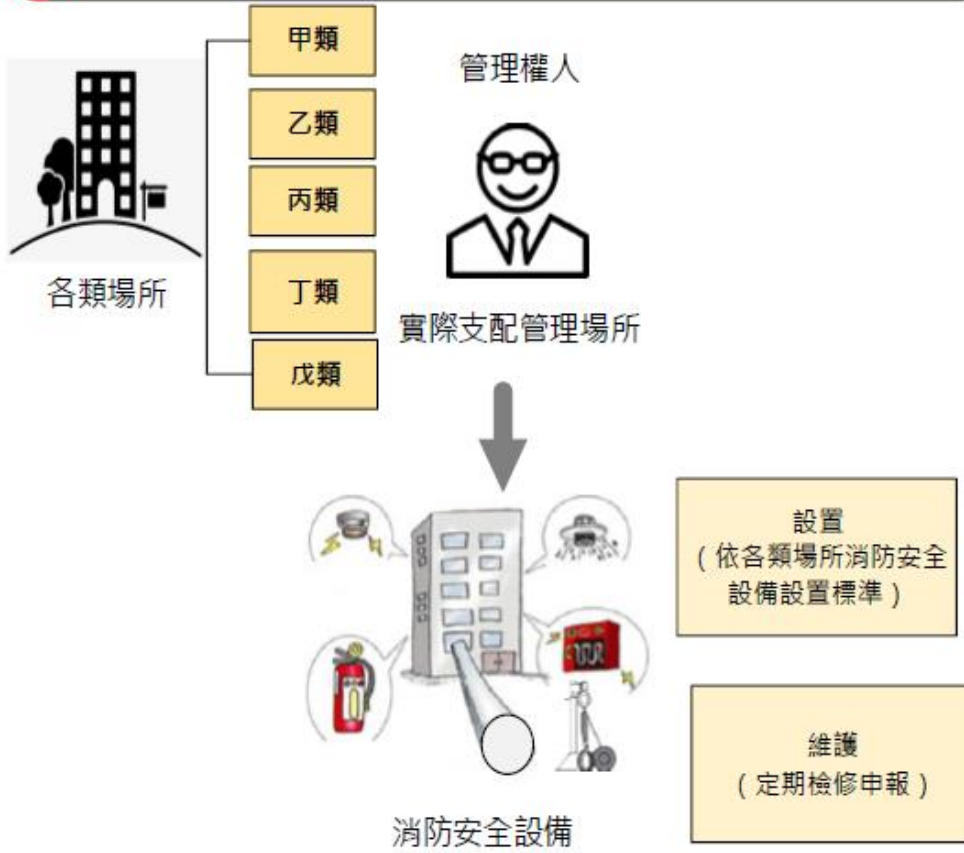 甲類
乙類
丙類
丁類
戊類
各類場所
管理權人
實際支配管理場所
設置
（依各類場所消防安全
設備設置標準）
維護
（定期檢修申報）
消防安全設備